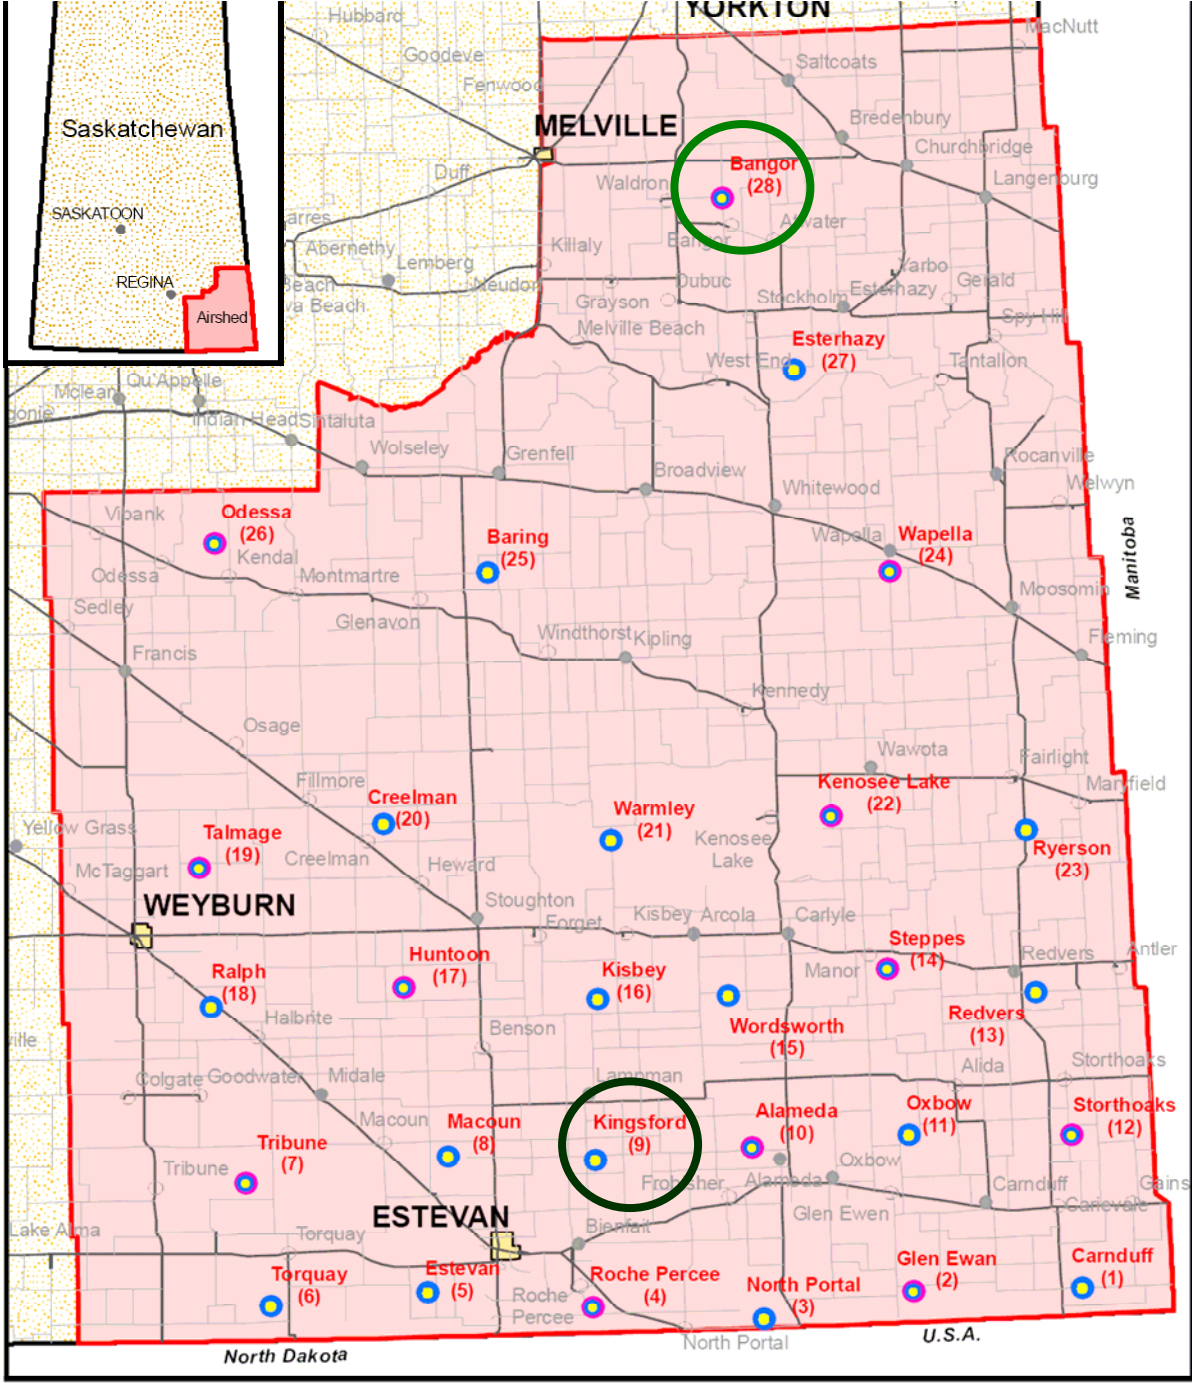 YORKTON
MacNutt
Hubbard
Goodeve
Saltcoats
Fenwood
Saskatchewan
MELVILLE
Bredenbury
Churchbridge
Bangor
(28)
Duff
Waldron
Langenburg
SASKATOON
Atwater
Bangor
Killaly
Abernethy
Lemberg
Yarbo
REGINA
Beach
Neudorf
Dubuc
Gerald
Esterhazy
va Beach
Grayson
Stockholm
Airshed
Melville Beach
Spy Hill
Esterhazy
(27)
West End
Tantallon
Mclean
Qu'Appelle
Indian Head
Sintaluta
Wolseley
Grenfell
Broadview
Rocanville
Whitewood
Welwyn
Vibank
Odessa
(26)
Baring
(25)
Wapella
Wapella
(24)
Manitoba
Kendal
Odessa
Montmartre
Moosomin
Sedley
Glenavon
Windthorst
Kipling
Fleming
Francis
Kennedy
Osage
Wawota
Fairlight
Fillmore
Kenosee Lake
(22)
Maryfield
Creelman
(20)
Warmley
(21)
Yellow Grass
Talmage
(19)
Kenosee
Lake
Ryerson
(23)
Creelman
Heward
McTaggart
WEYBURN
Stoughton
Forget
Kisbey
Arcola
Carlyle
Huntoon
(17)
Steppes
(14)
Antler
Redvers
Manor
Ralph
(18)
Kisbey
(16)
Redvers
(13)
Wordsworth
(15)
Halbrite
Benson
ville
Storthoaks
Alida
Colgate
Goodwater
Midale
Lampman
Macoun
Macoun
(8)
Kingsford
(9)
Alameda
(10)
Oxbow
(11)
Storthoaks
(12)
Tribune
(7)
Tribune
Oxbow
Frobisher
Alameda
Carnduff
Gains
Carievale
Glen Ewen
ESTEVAN
Bienfait
Lake Alma
Torquay
Torquay
(6)
Estevan
(5)
Roche Percee
(4)
North Portal
(3)
Glen Ewan
(2)
Carnduff
(1)
Roche
Percee
North Portal
U.S.A.
North Dakota